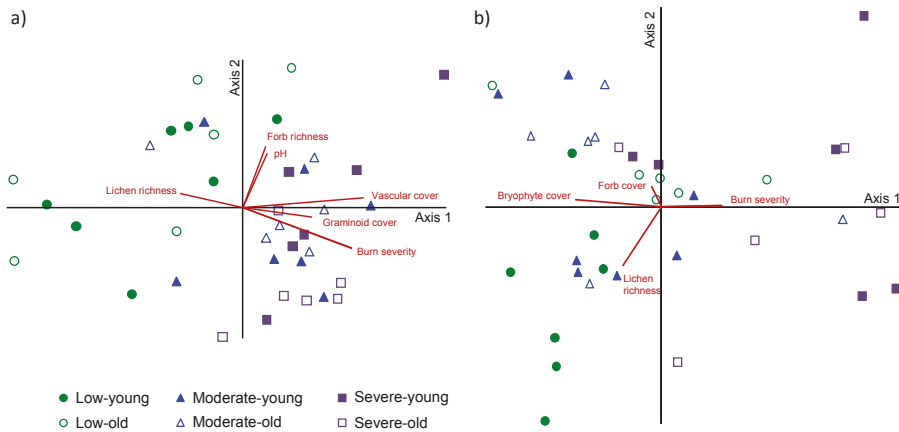 a)
Axis 2
Forb richness
pH
Lichen richness
Vascular cover
Axis 1
Graminoid cover
Burn severity
b)
Axis 2
Forb cover
Bryophyte cover
Burn severity
Axis 1
Lichen
richness
Low-young
Moderate-young
Severe-young
Low-old
Moderate-old
Severe-old